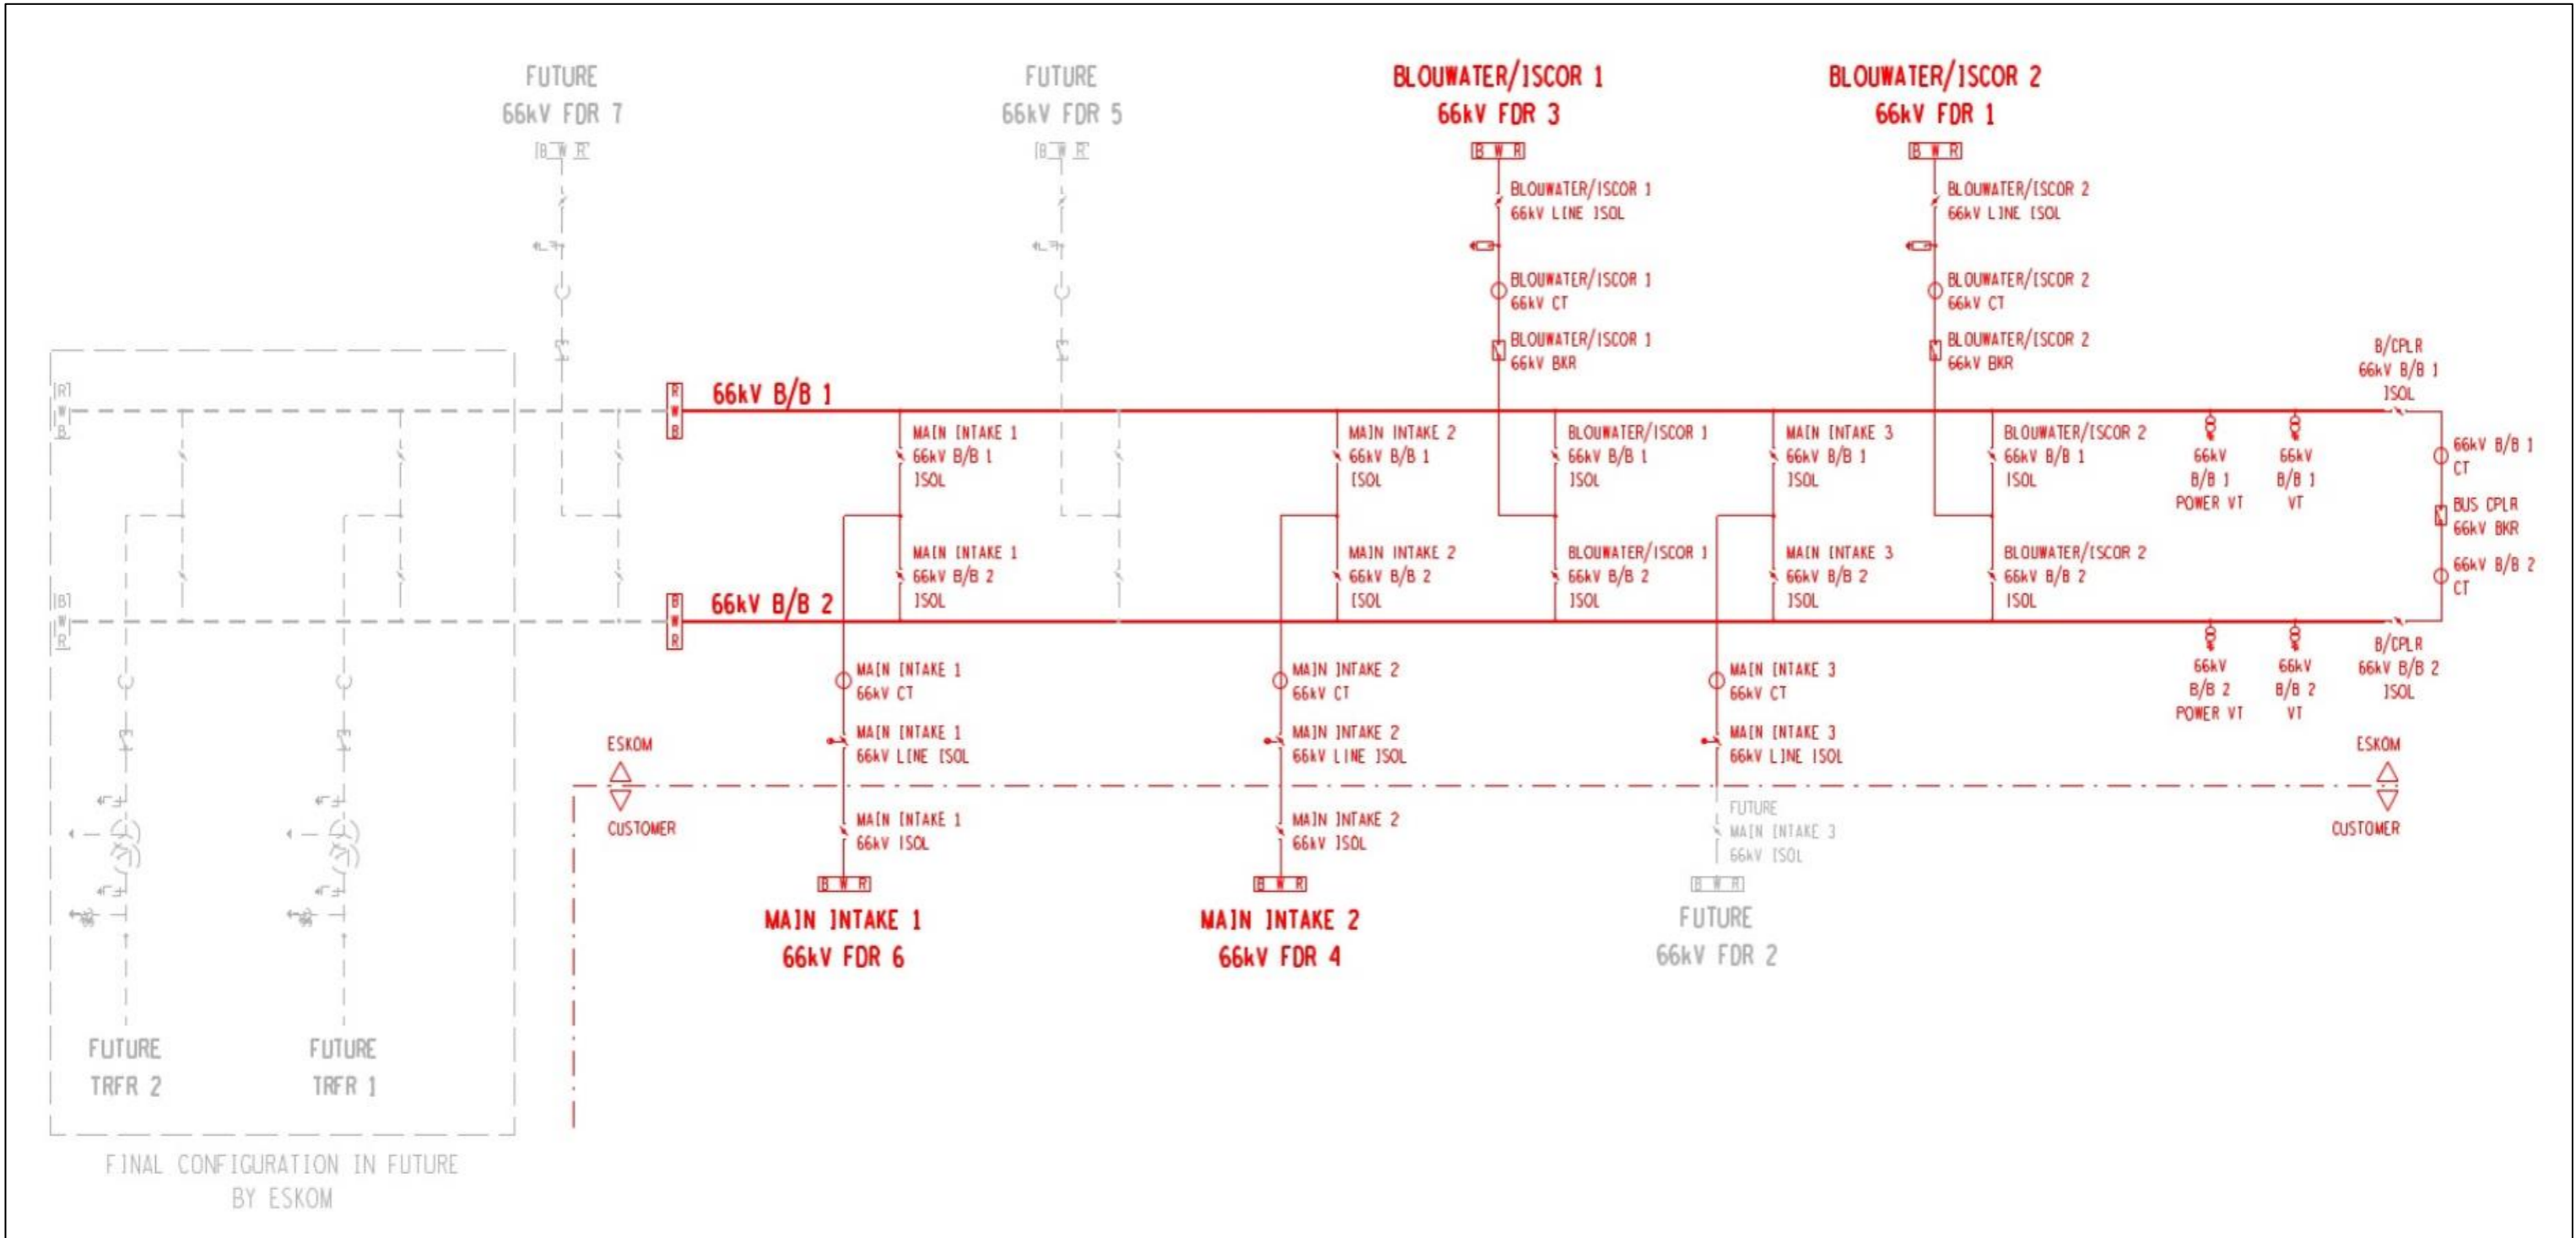 FUTURE
66kV FDR 7
B W R
FUTURE
66kV FDR 5
B W R
BLOUWATER/ISCOR 1
66kV FDR 3
B W R
BLOUWATER/ISCOR 2
66kV FDR 1
B W R
BLOUWATER/ISCOR 1
66kV LINE ISOL
BLOUWATER/ISCOR 2
66kV LINE ISOL
BLOUWATER/ISCOR 1
66kV CT
BLOUWATER/ISCOR 2
66kV CT
BLOUWATER/ISCOR 1
66kV BKR
BLOUWATER/ISCOR 2
66kV BKR
B/CPLR
66kV B/B 1
ISOL
R
W
B
R
W
B
66kV B/B 1
MAIN INTAKE 1
66kV B/B 1
ISOL
MAIN INTAKE 2
66kV B/B 1
ISOL
BLOUWATER/ISCOR 1
66kV B/B 1
ISOL
MAIN INTAKE 3
66kV B/B 1
ISOL
BLOUWATER/ISCOR 2
66kV B/B 1
ISOL
66kV
B/B 1
POWER VT
66kV
B/B 1
VT
66kV B/B 1
CT
BUS CPLR
66kV BKR
66kV B/B 2
CT
MAIN INTAKE 1
66kV B/B 2
ISOL
MAIN INTAKE 2
66kV B/B 2
ISOL
BLOUWATER/ISCOR 1
66kV B/B 2
ISOL
MAIN INTAKE 3
66kV B/B 2
ISOL
BLOUWATER/ISCOR 2
66kV B/B 2
ISOL
B
W
R
B
W
R
66kV B/B 2
66kV
B/B 2
POWER VT
66kV
B/B 2
VT
B/CPLR
66kV B/B 2
ISOL
MAIN INTAKE 1
66kV CT
MAIN INTAKE 2
66kV CT
MAIN INTAKE 3
66kV CT
MAIN INTAKE 1
66kV LINE ISOL
MAIN INTAKE 2
66kV LINE ISOL
MAIN INTAKE 3
66kV LINE ISOL
ESKOM
CUSTOMER
ESKOM
CUSTOMER
MAIN INTAKE 1
66kV ISOL
MAIN INTAKE 2
66kV ISOL
FUTURE
MAIN INTAKE 3
66kV ISOL
B W R
MAIN INTAKE 1
66kV FDR 6
B W R
MAIN INTAKE 2
66kV FDR 4
B W R
FUTURE
66kV FDR 2
FUTURE
TRFR 2
FUTURE
TRFR 1
FINAL CONFIGURATION IN FUTURE
BY ESKOM